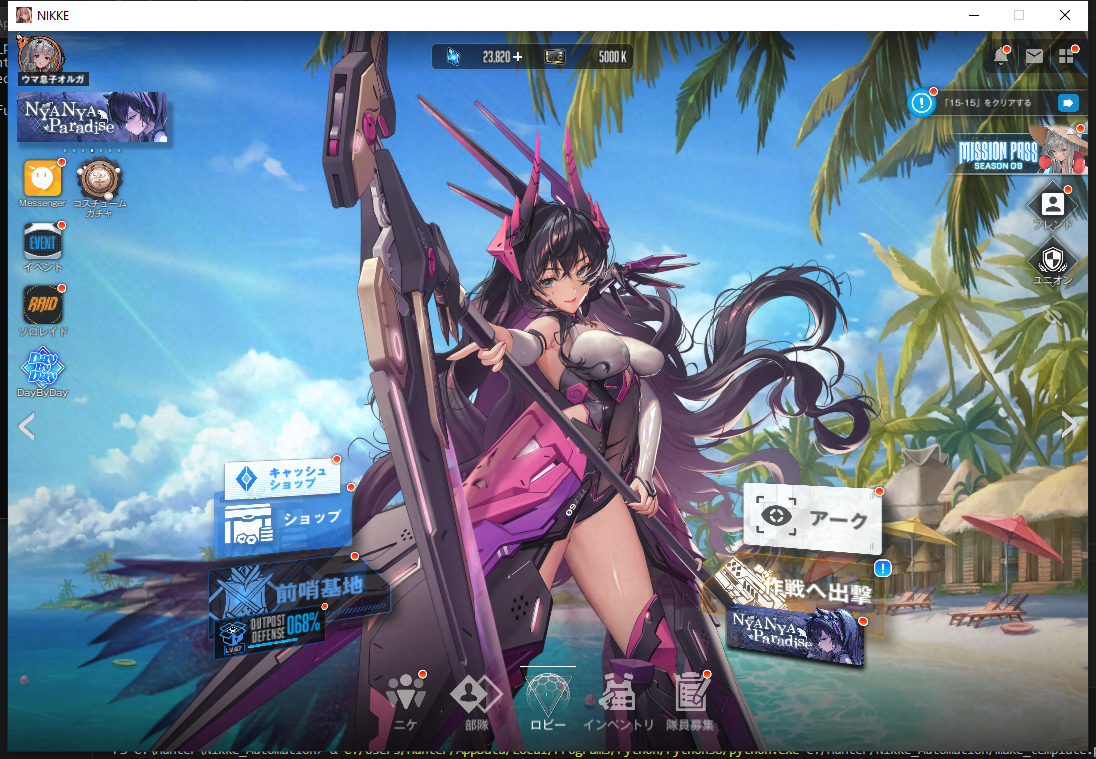 NIKKE
ウマ息子オルガ
23,820
5000 K
NYANYA
Paradise
「15-15」をクリアする
MISSION PASS
SEASON 09
Messenger
コスチューム
ガチャ
フレンド
EVENT
イベント
ユニオン
RAID
ソロレイド
Day
By
Day
DayByDay
キャッシュ
ショップ
ショップ
アーク
前哨基地
作戦へ出撃
OUTPOST
DEFENSE
068%
NYANYA
Paradise
ニケ
部隊
ロビー
インベントリ
隊員募集